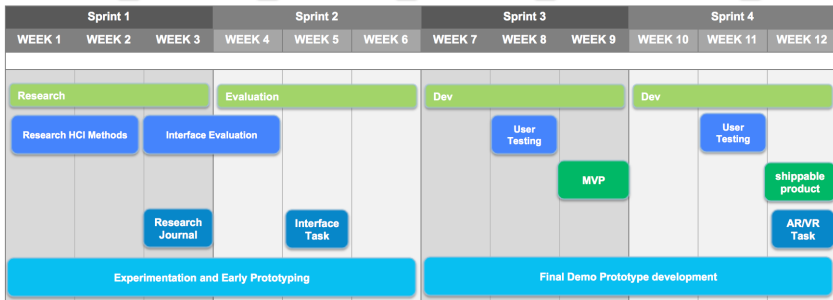 Sprint 1
Sprint 2
Sprint 3
Sprint 4
WEEK 1
WEEK 2
WEEK 3
WEEK 4
WEEK 5
WEEK 6
WEEK 7
WEEK 8
WEEK 9
WEEK 10
WEEK 11
WEEK 12
Research
Evaluation
Dev
Dev
Research HCI Methods
Interface Evaluation
User
Testing
User
Testing
MVP
shippable
product
Research
Journal
Interface
Task
AR/VR
Task
Experimentation and Early Prototyping
Final Demo Prototype development